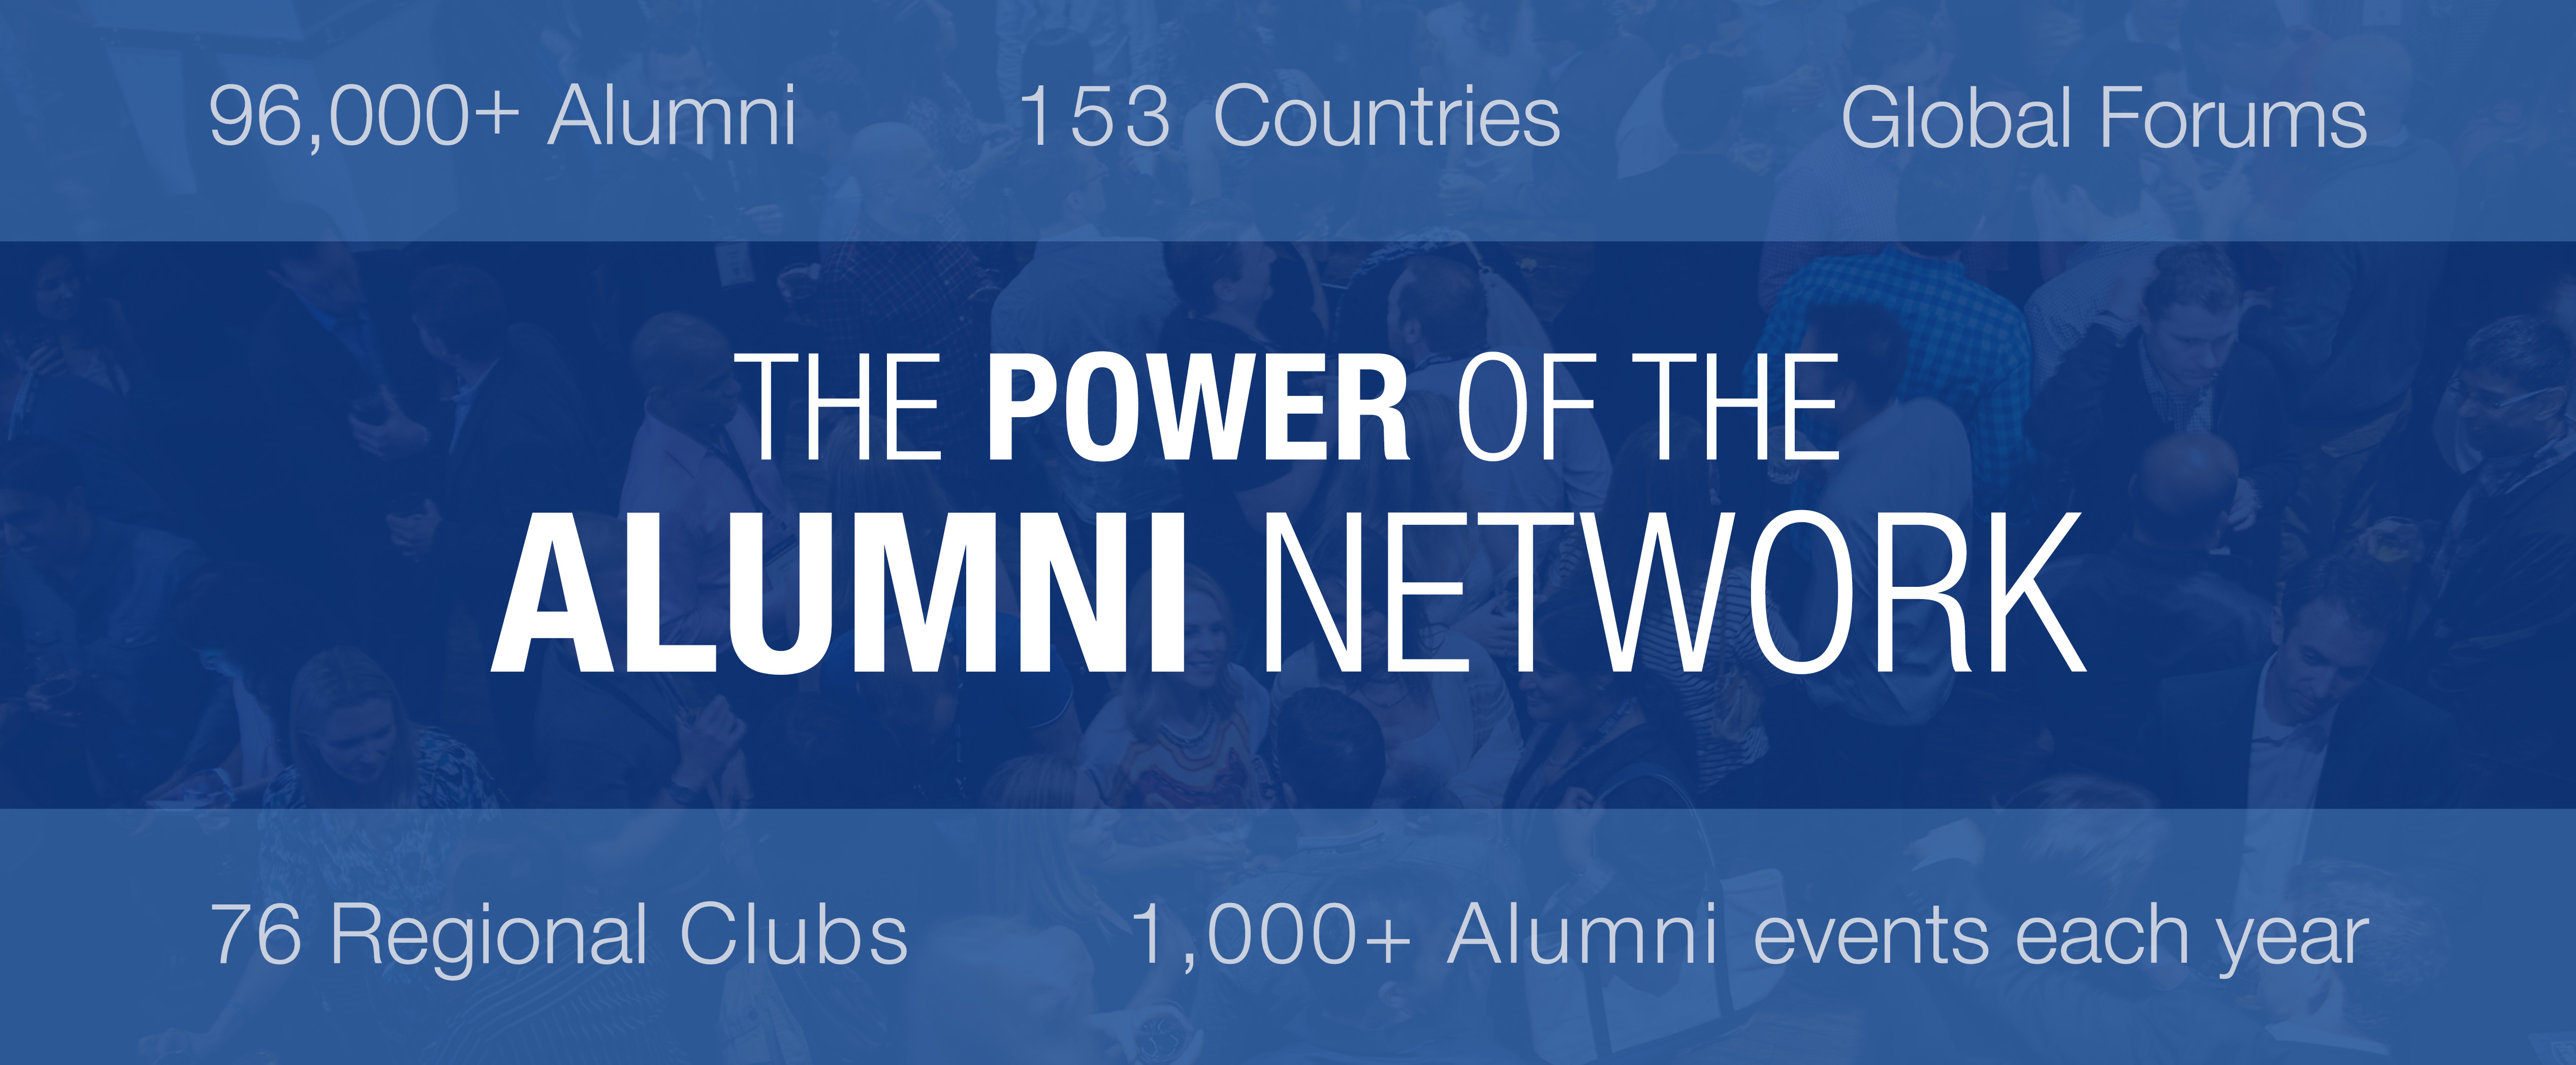 96,000+ Alumni 153 Countries Global Forums
THE POWER OF THE
ALUMNI NETWORK
76 Regional Clubs 1,000+ Alumni events each year